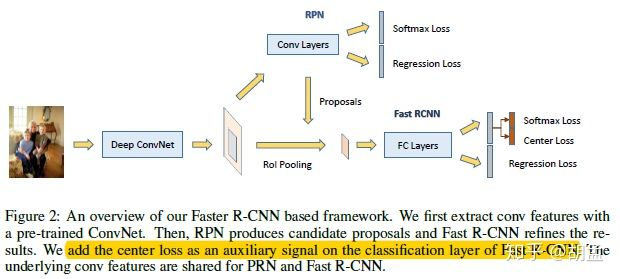 RPN
Conv Layers
Softmax Loss
Regression Loss
Proposals
Fast RCNN
Deep ConvNet
RoI Pooling
FC Layers
Softmax Loss
Center Loss
Regression Loss
Figure 2: An overview of our Faster R-CNN based framework. We first extract conv features with
a pre-trained ConvNet. Then, RPN produces candidate proposals and Fast R-CNN refines the re-
sults. We add the center loss as an auxiliary signal on the classification layer of Fast R-CNN. The
underlying conv features are shared for PRN and Fast R-CNN.
知乎 @胡孟